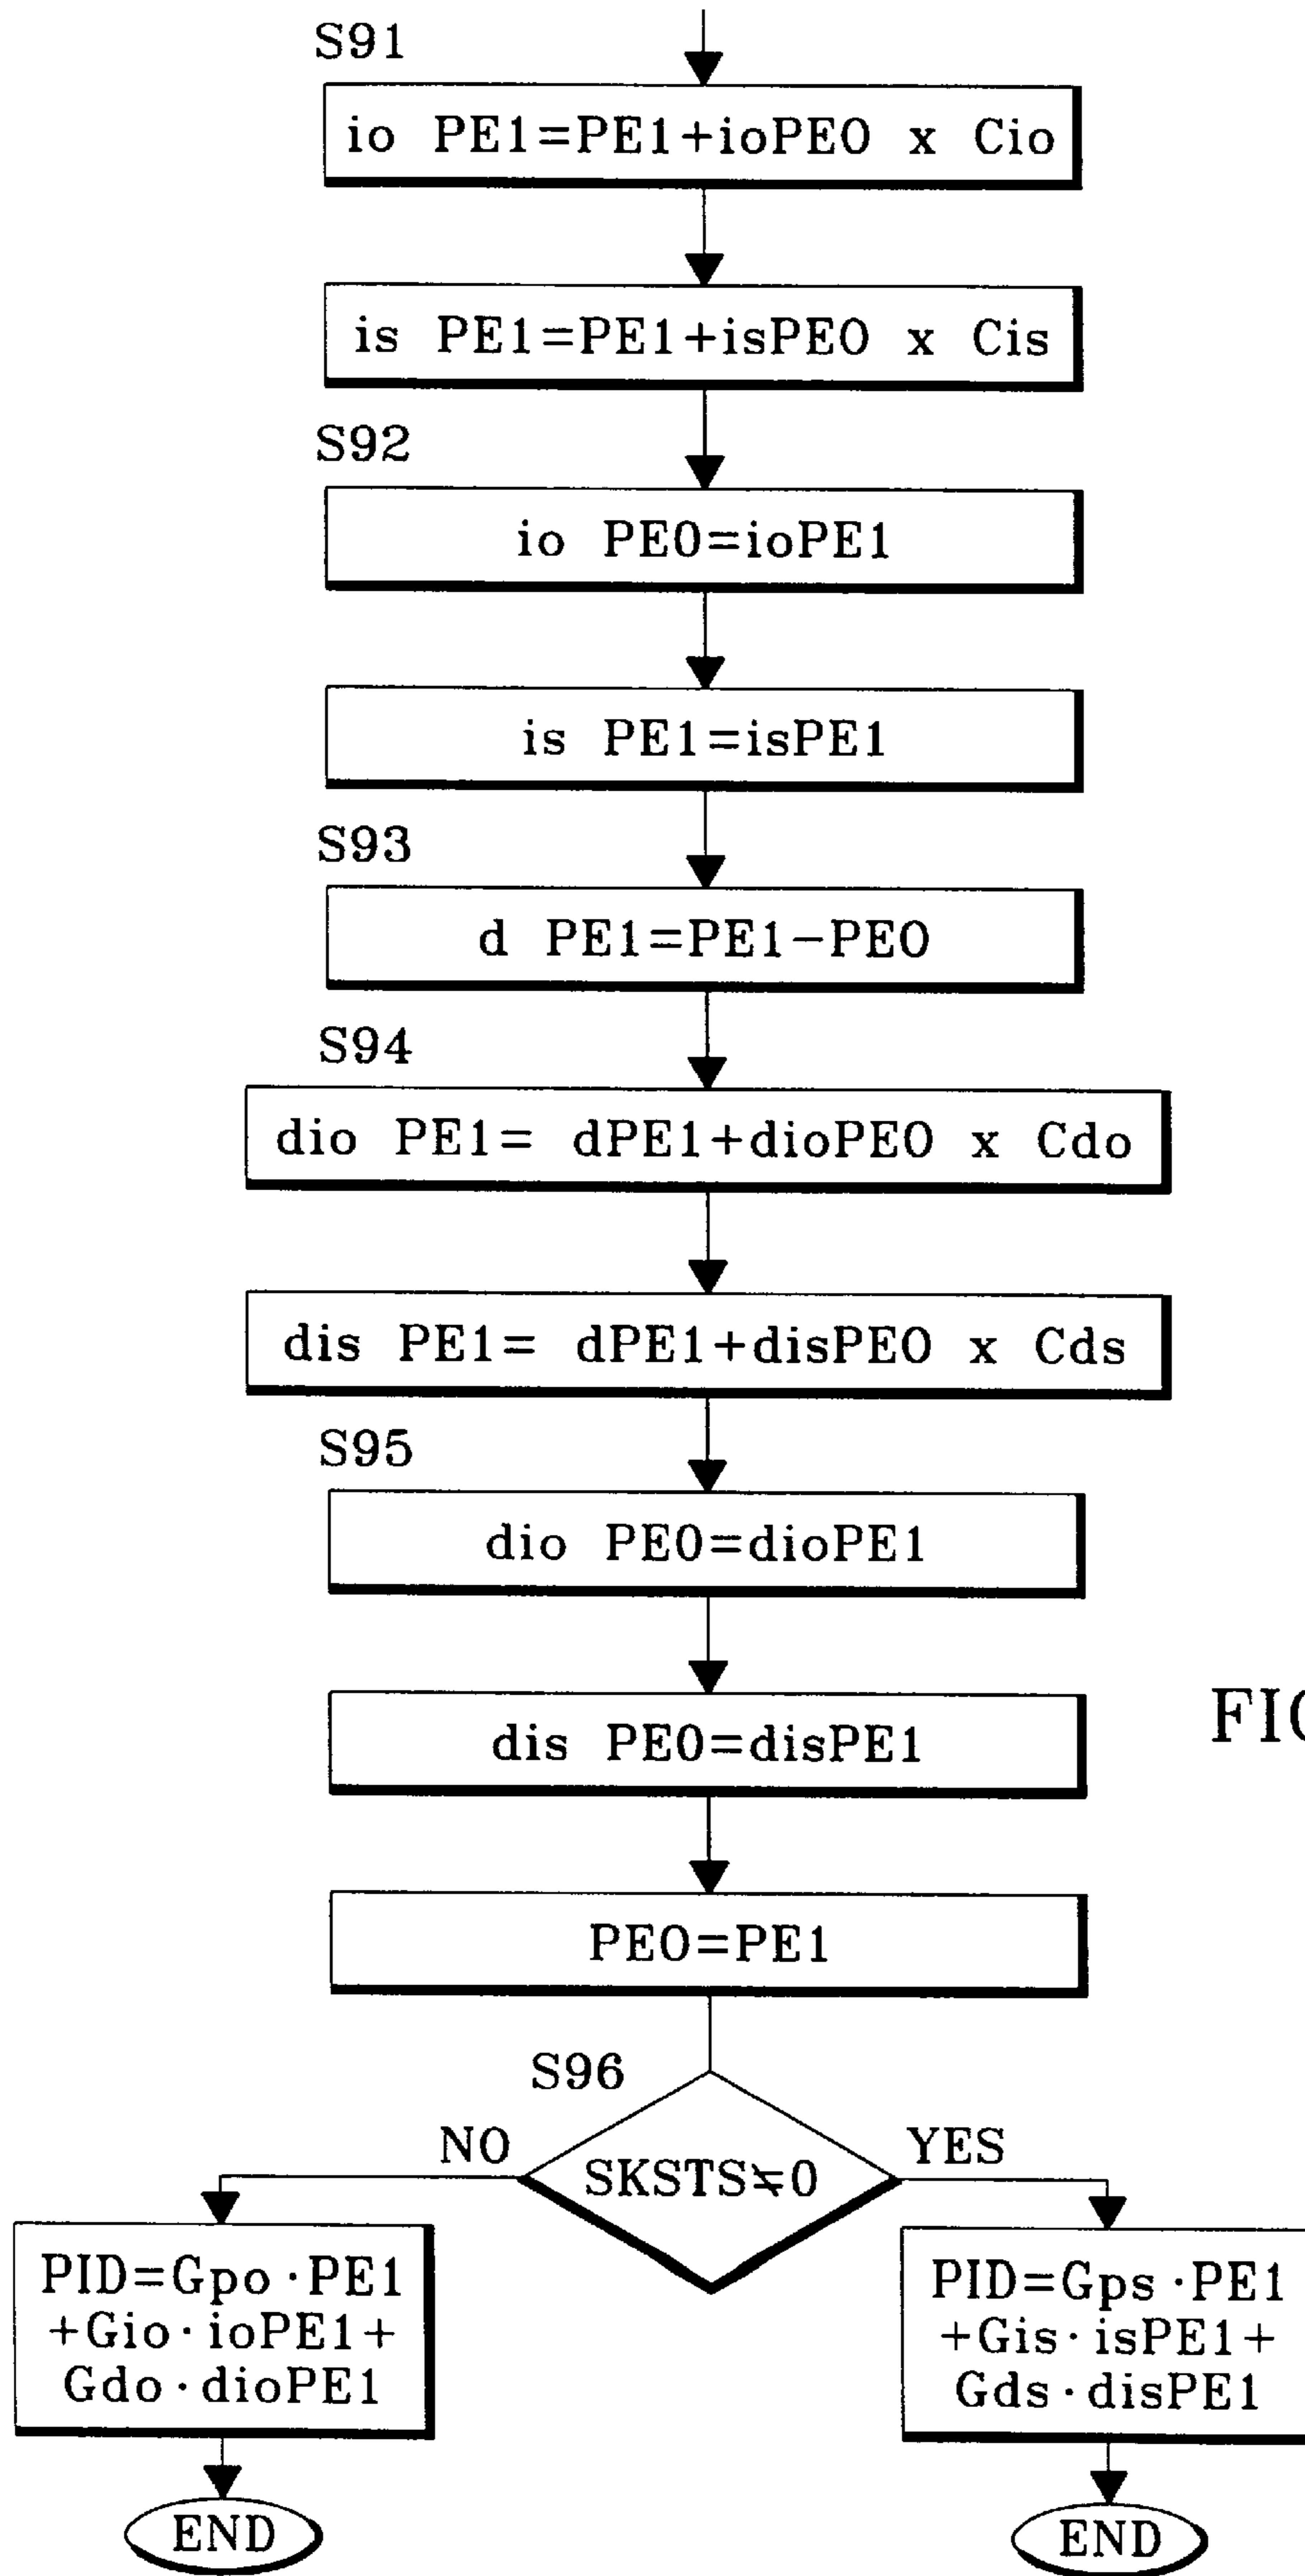 S91
io PE1=PE1+ioPE0 x Cio
is PE1=PE1+isPE0 x Cis
S92
io PE0=ioPE1
is PE1=isPE1
S93
d PE1=PE1-PE0
S94
dio PE1= dPE1+dioPE0 x Cdo
dis PE1= dPE1+disPE0 x Cds
S95
dio PE0=dioPE1
dis PE0=disPE1
PE0=PE1
S96
NO
SKSTS≠0
YES
PID=Gpo·PE1
+Gio·ioPE1+
Gdo·dioPE1
PID=Gps·PE1
+Gis·isPE1+
Gds·disPE1
END
END